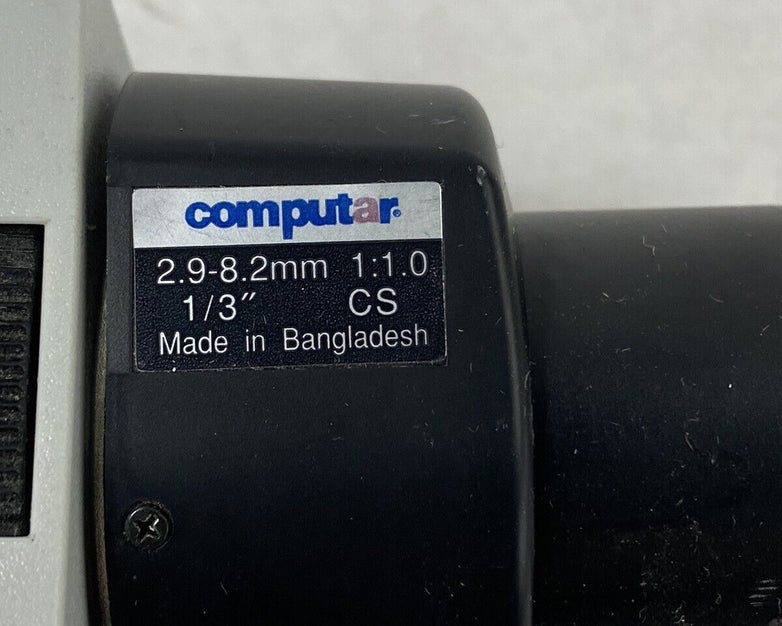 computar®
2.9-8.2mm 1:1.0
1/3″ CS
Made in Bangladesh